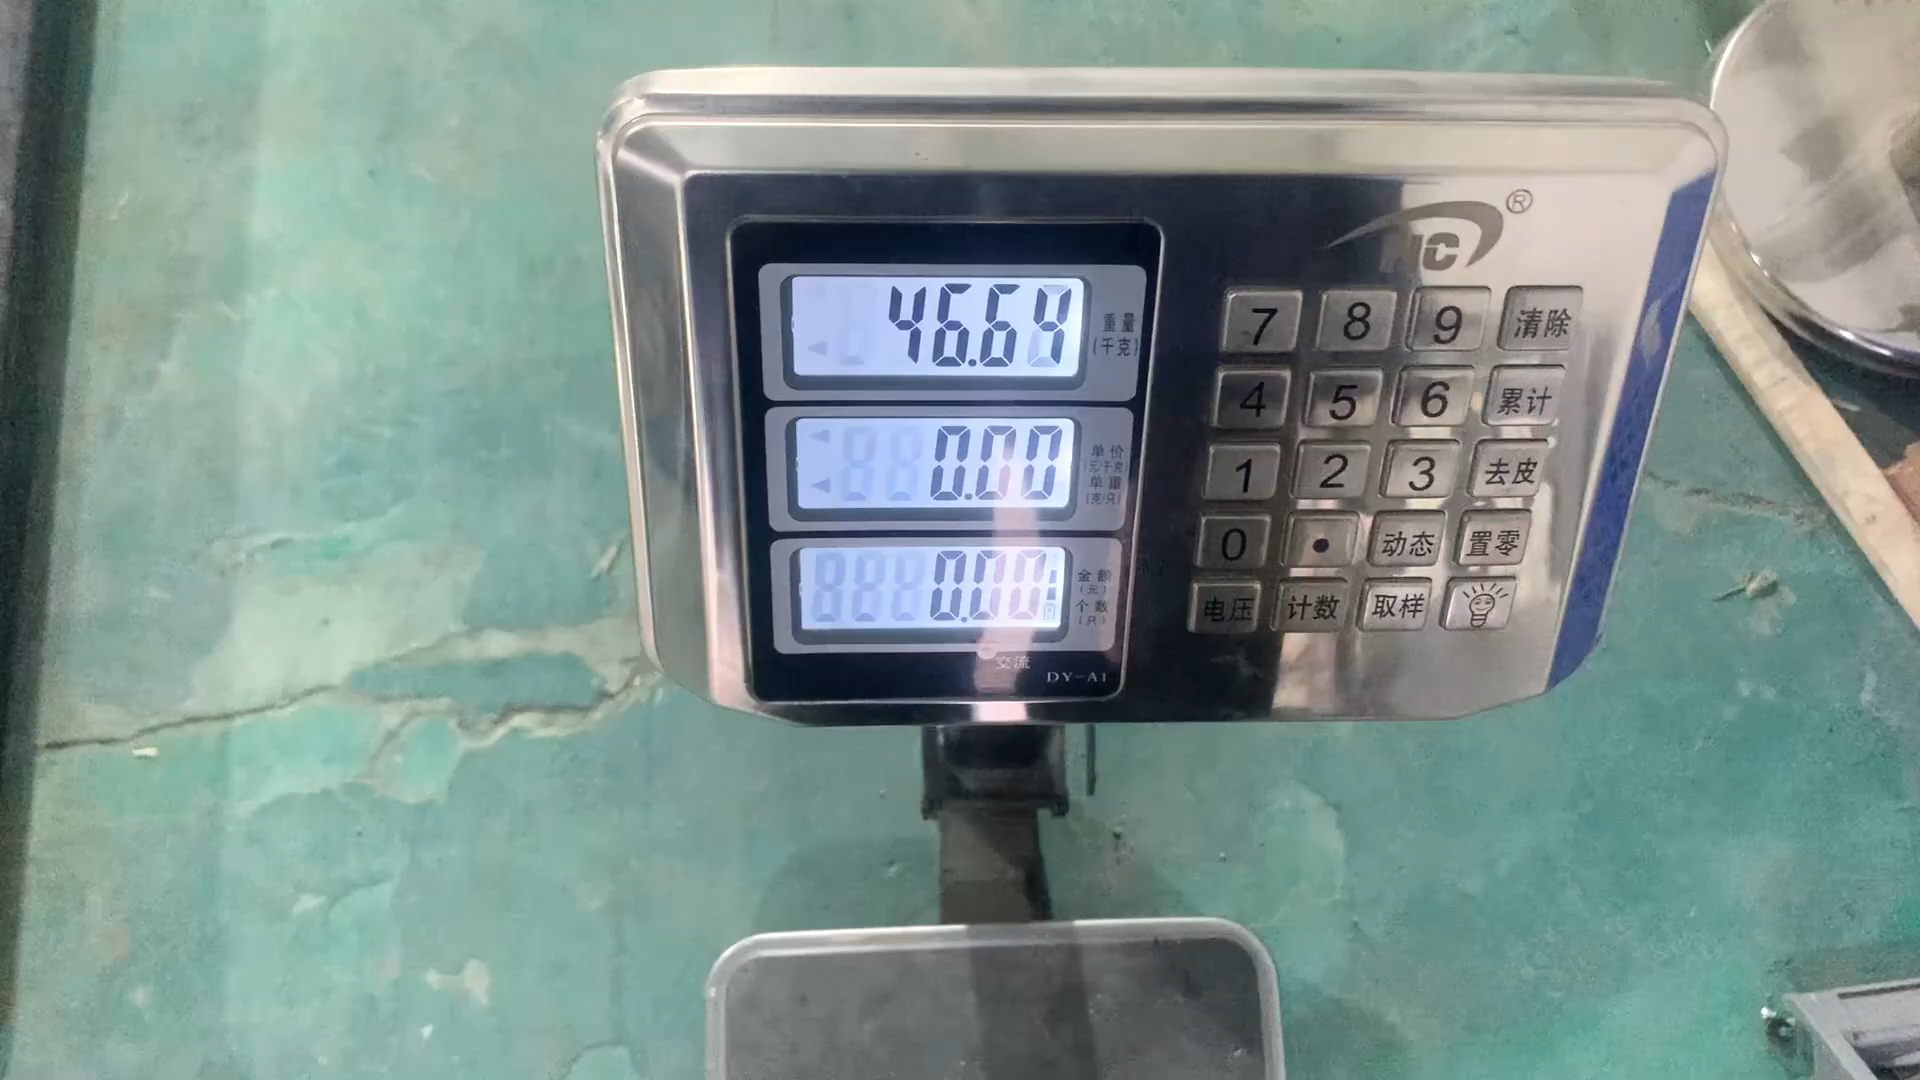 46.64
重量
(千克)
0.00
单价
(元/千克)
单重
(克/只)
0.00
金额
(元)
个数
(只)
交流
DY-A1
®
7 8 9 清除
4 5 6 累计
1 2 3 去皮
0 • 动态 置零
电压 计数 取样